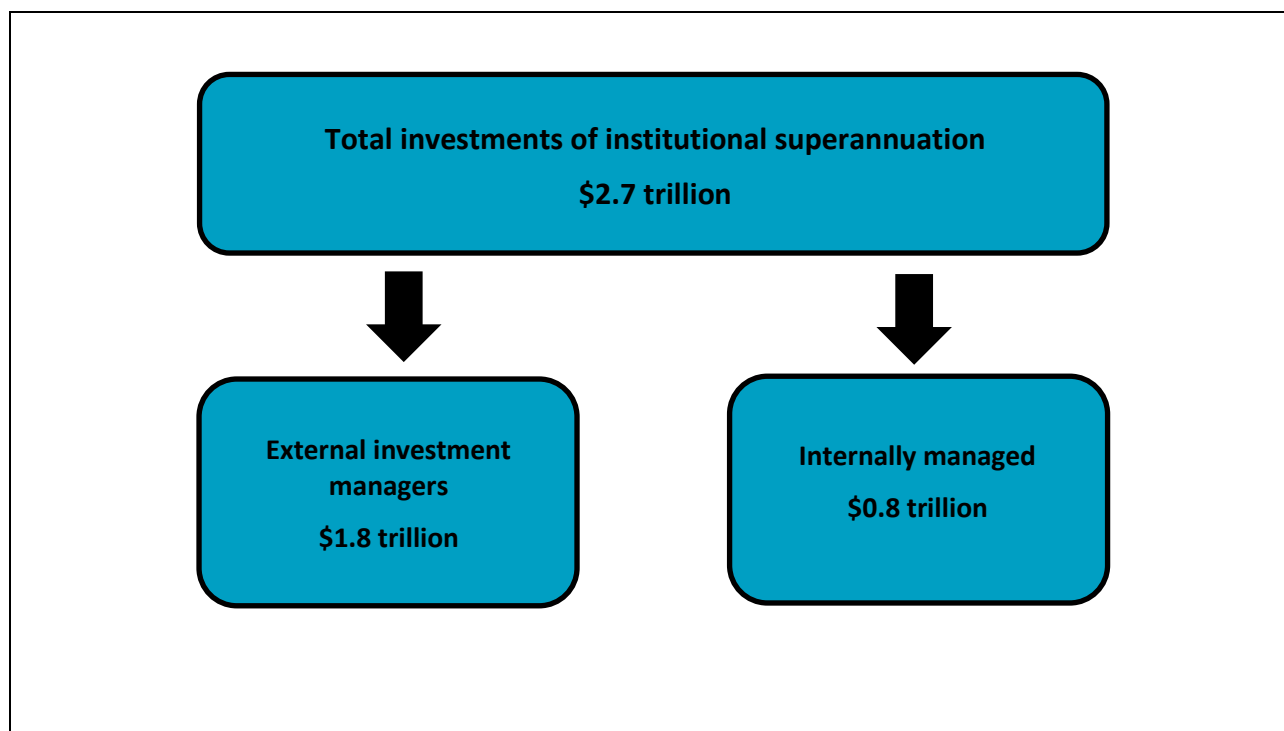 Total investments of institutional superannuation
$2.7 trillion
External investment
managers
$1.8 trillion
Internally managed
$0.8 trillion